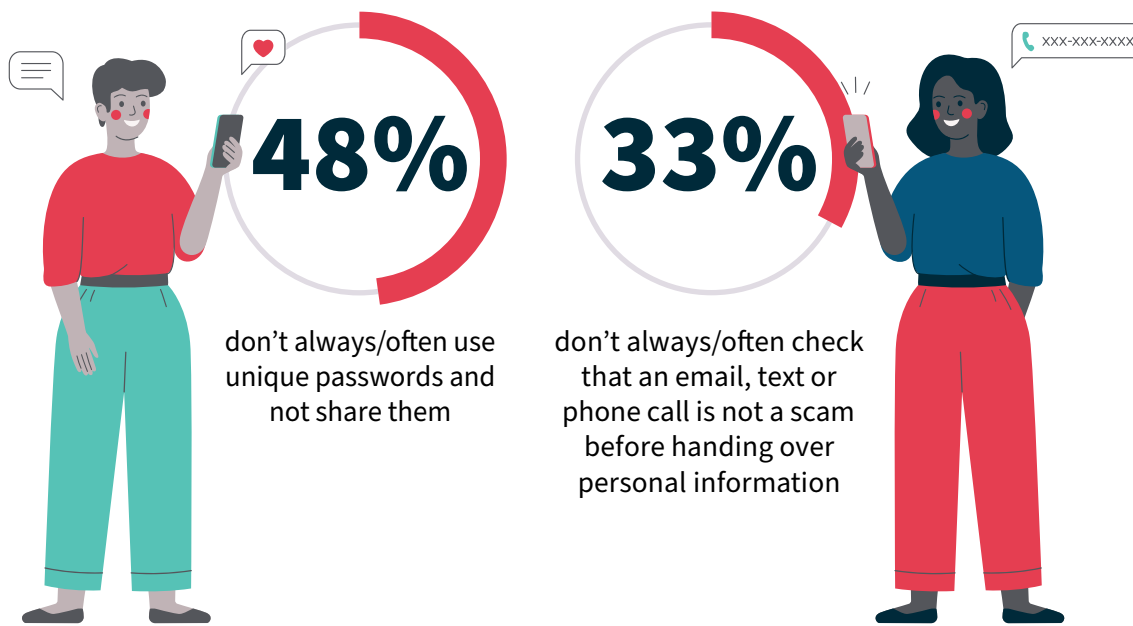 48%
don’t always/often use
unique passwords and
not share them
33%
don’t always/often check
that an email, text or
phone call is not a scam
before handing over
personal information
xxx-xxx-xxxx